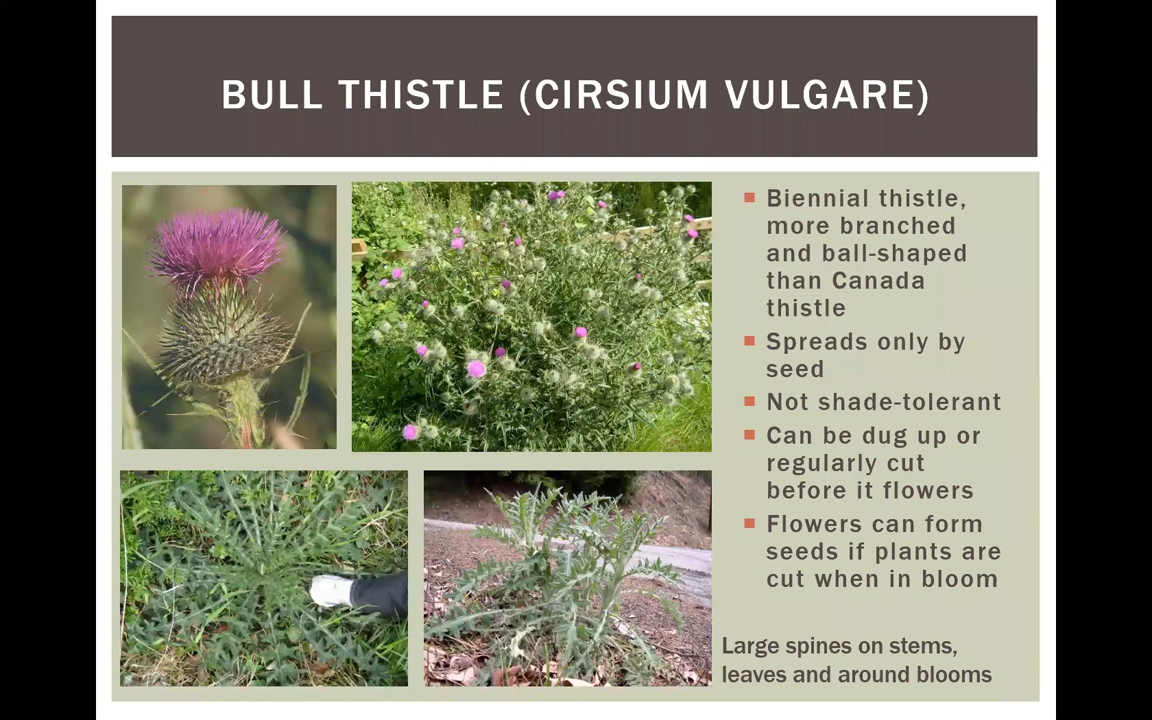 BULL THISTLE (CIRSIUM VULGARE)
Biennial thistle,
more branched
and ball-shaped
than Canada
thistle
Spreads only by
seed
Not shade-tolerant
Can be dug up or
regularly cut
before it flowers
Flowers can form
seeds if plants are
cut when in bloom
Large spines on stems,
leaves and around blooms